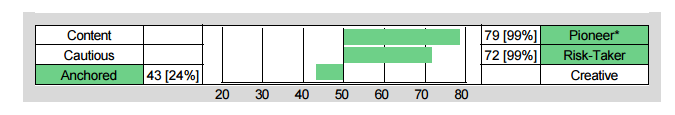 Content 79 [99%] Pioneer*
Cautious 72 [99%] Risk-Taker
Anchored 43 [24%] Creative
20 30 40 50 60 70 80